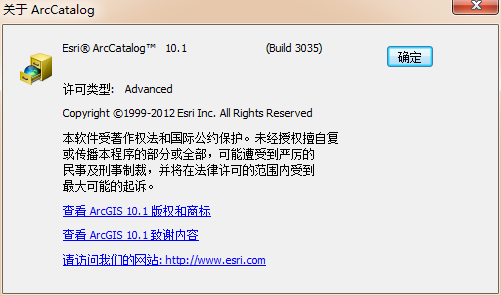 关于 ArcCatalog
Esri® ArcCatalog™ 10.1 (Build 3035)
确定
许可类型: Advanced
Copyright ©1999-2012 Esri Inc. All Rights Reserved
本软件受著作权法和国际公约保护。未经授权擅自复
或传播本程序的部分或全部，可能遭受到严厉的
民事及刑事制裁，并将在法律许可的范围内受到
最大可能的起诉。
查看 ArcGIS 10.1 版权和商标
查看 ArcGIS 10.1 致谢内容
请访问我们的网站: http://www.esri.com